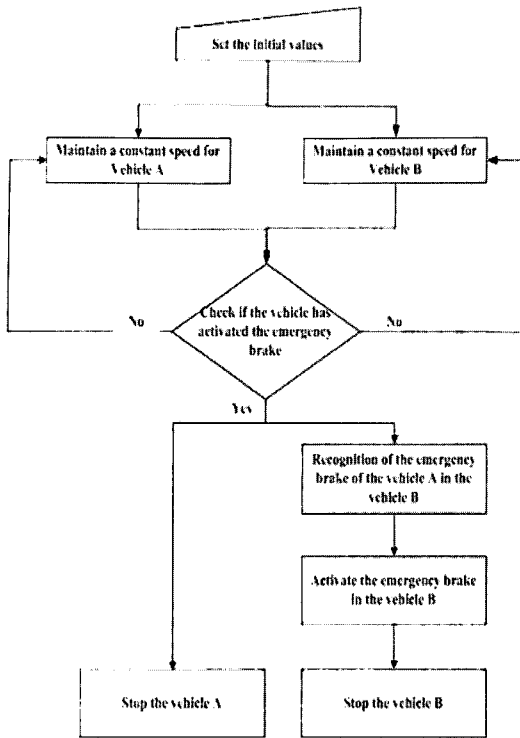 Set the initial values
Maintain a constant speed for
Vehicle A
Maintain a constant speed for
Vehicle B
Check if the vehicle has
activated the emergency
brake
No
No
Yes
Recognition of the emergency
brake of the vehicle A in the
vehicle B
Activate the emergency brake
in the vehicle B
Stop the vehicle A
Stop the vehicle B